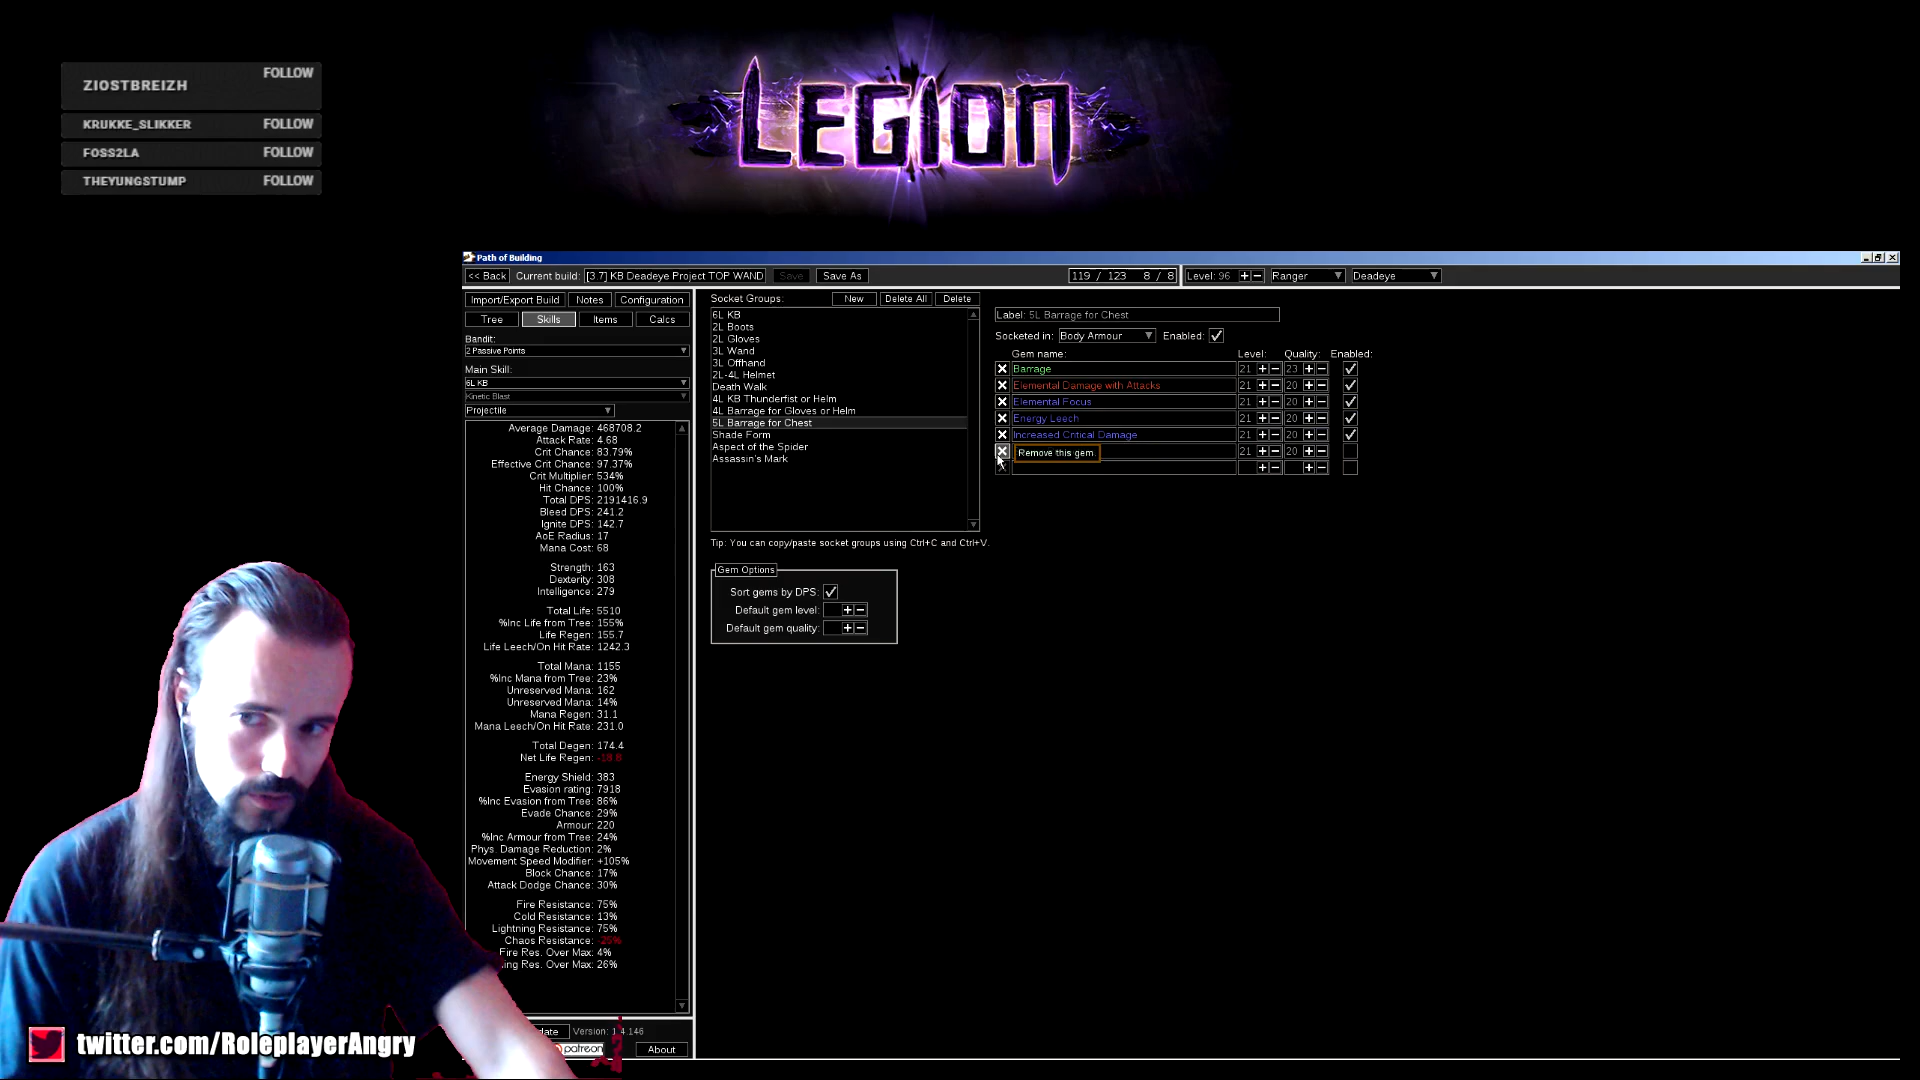 ZIOSTBREIZH FOLLOW
KRUKKE_SLIKKER FOLLOW
FOSS2LA FOLLOW
THEYUNGSTUMP FOLLOW
LEGION
Path of Building
<< Back Current build: [3.7] KB Deadeye Project TOP WAND Save Save As 119 / 123 8 / 8 Level: 96 + − Ranger Deadeye
Import/Export Build Notes Configuration
Tree Skills Items Calcs
Bandit:
2 Passive Points
Main Skill:
6L KB
Kinetic Blast
Projectile
Average Damage: 468708.2
Attack Rate: 4.68
Crit Chance: 83.79%
Effective Crit Chance: 97.37%
Crit Multiplier: 534%
Hit Chance: 100%
Total DPS: 2191416.9
Bleed DPS: 241.2
Ignite DPS: 142.7
AoE Radius: 17
Mana Cost: 68
Strength: 163
Dexterity: 308
Intelligence: 279
Total Life: 5510
%Inc Life from Tree: 155%
Life Regen: 155.7
Life Leech/On Hit Rate: 1242.3
Total Mana: 1155
%Inc Mana from Tree: 23%
Unreserved Mana: 162
Unreserved Mana: 14%
Mana Regen: 31.1
Mana Leech/On Hit Rate: 231.0
Total Degen: 174.4
Net Life Regen: -18.8
Energy Shield: 383
Evasion rating: 7918
%Inc Evasion from Tree: 86%
Evade Chance: 29%
Armour: 220
%Inc Armour from Tree: 24%
Phys. Damage Reduction: 2%
Movement Speed Modifier: +105%
Block Chance: 17%
Attack Dodge Chance: 30%
Fire Resistance: 75%
Cold Resistance: 13%
Lightning Resistance: 75%
Chaos Resistance:
Fire Res. Over Max: 4%
ing Res. Over Max: 26%
date Version: 1.4.146
patreon About
Socket Groups: New Delete All Delete
6L KB
2L Boots
2L Gloves
3L Wand
3L Offhand
2L-4L Helmet
Death Walk
4L KB Thunderfist or Helm
4L Barrage for Gloves or Helm
5L Barrage for Chest
Shade Form
Aspect of the Spider
Assassin's Mark
Tip: You can copy/paste socket groups using Ctrl+C and Ctrl+V.
Gem Options
Sort gems by DPS:
Default gem level: + −
Default gem quality: + −
Label: 5L Barrage for Chest
Socketed in: Body Armour Enabled:
Gem name: Level: Quality: Enabled:
Barrage 21 + − 23 + −
Elemental Damage with Attacks 21 + − 20 + −
Elemental Focus 21 + − 20 + −
Energy Leech 21 + − 20 + −
Increased Critical Damage 21 + − 20 + −
Remove this gem. 21 + − 20 + −
+ − + −
twitter.com/RoleplayerAngry